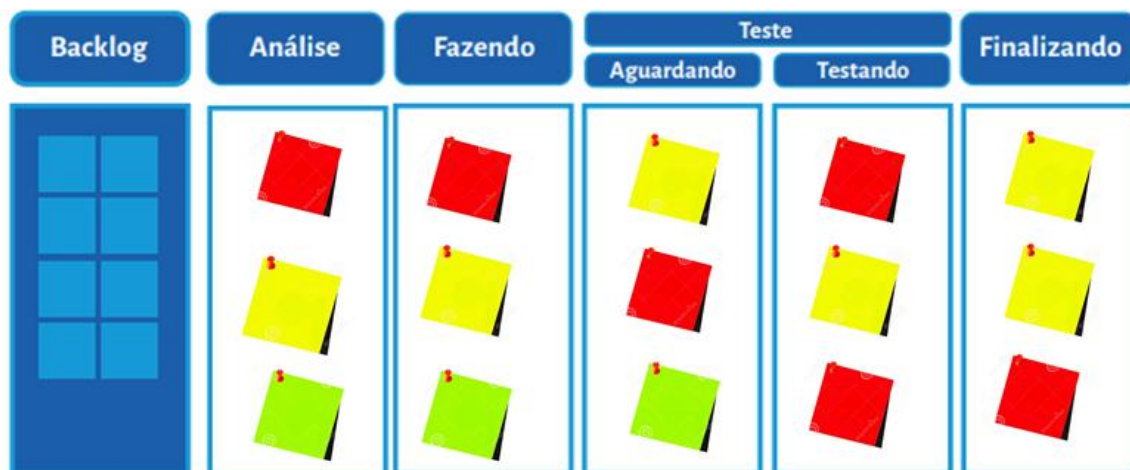 Backlog
Análise
Fazendo
Teste
Aguardando
Testando
Finalizando